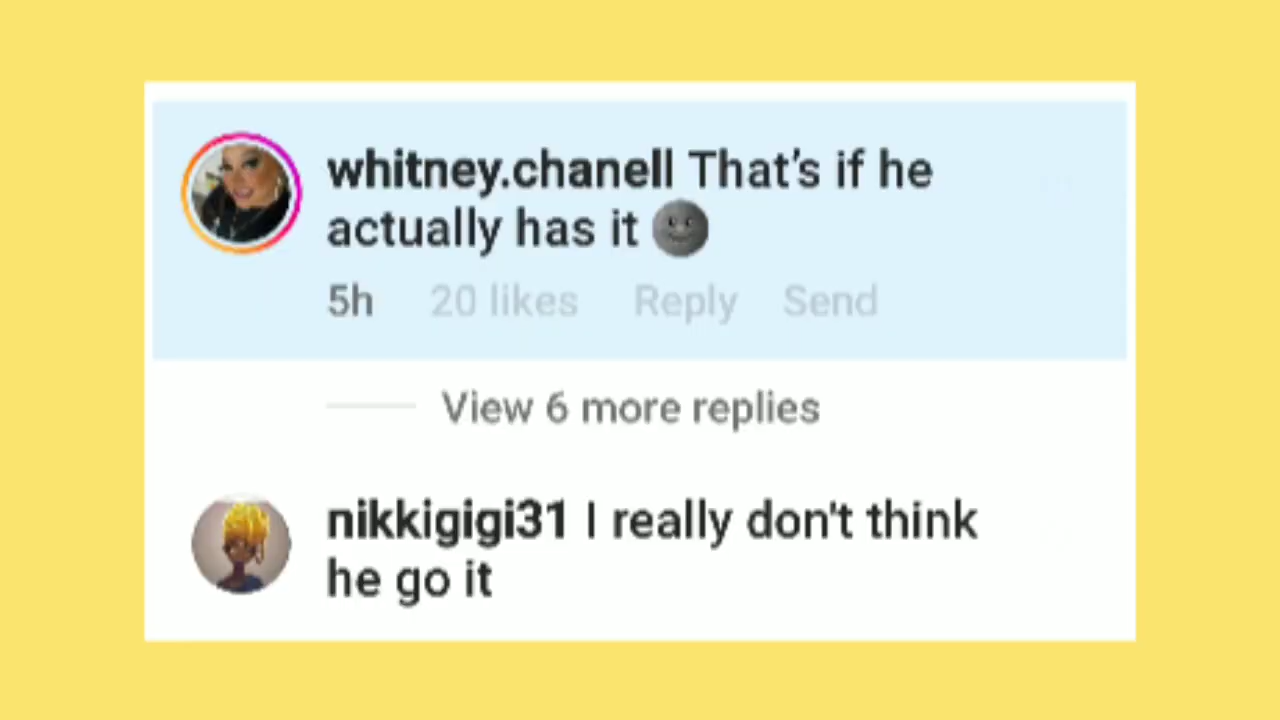 whitney.chanell That's if he
actually has it 🌚
5h 20 likes Reply Send
View 6 more replies
nikkigigi31 I really don't think
he go it